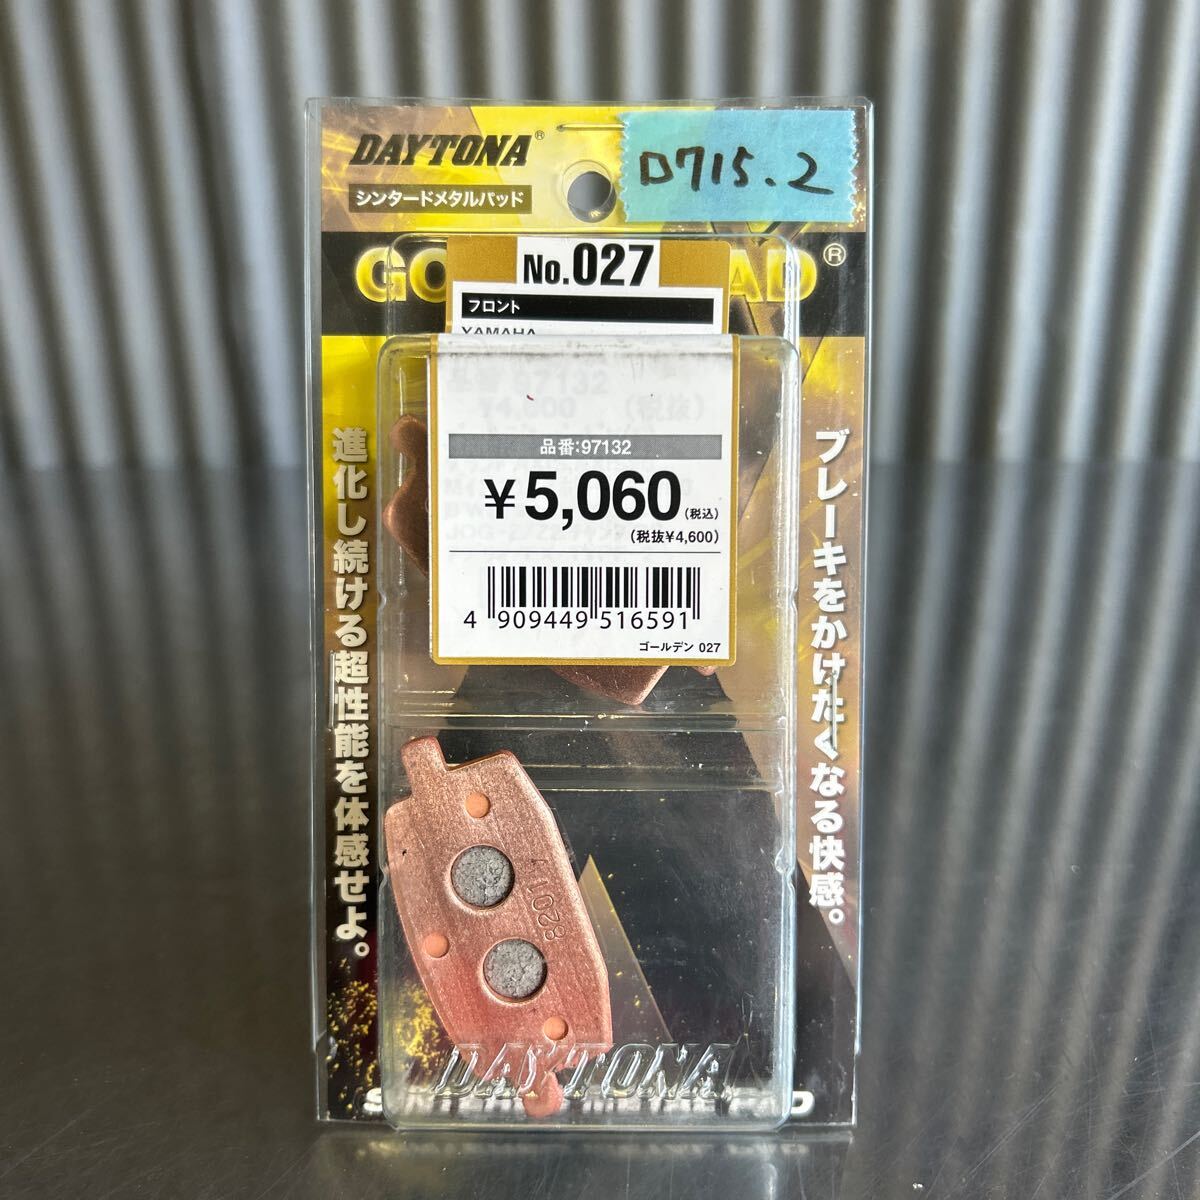 DAYTONA®
シンタードメタルパッド
D715.2
GO AD®
No.027
フロント
YAMAHA
品番:97132
¥5,060(税込)
(税抜¥4,600)
4 909449 516591
ゴールデン 027
ブレーキをかけたくなる快感。
進化し続ける超性能を体感せよ。
8201
DAYTONA